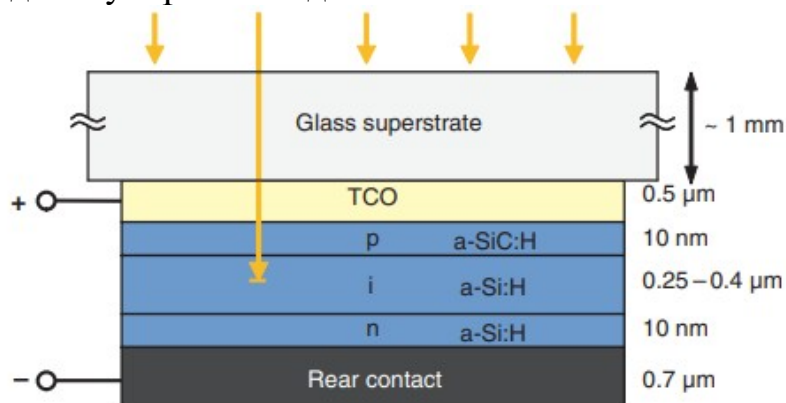 Glass superstrate
~ 1 mm
+
TCO
0.5 µm
p a-SiC:H
10 nm
i a-Si:H
0.25 – 0.4 µm
n a-Si:H
10 nm
–
Rear contact
0.7 µm